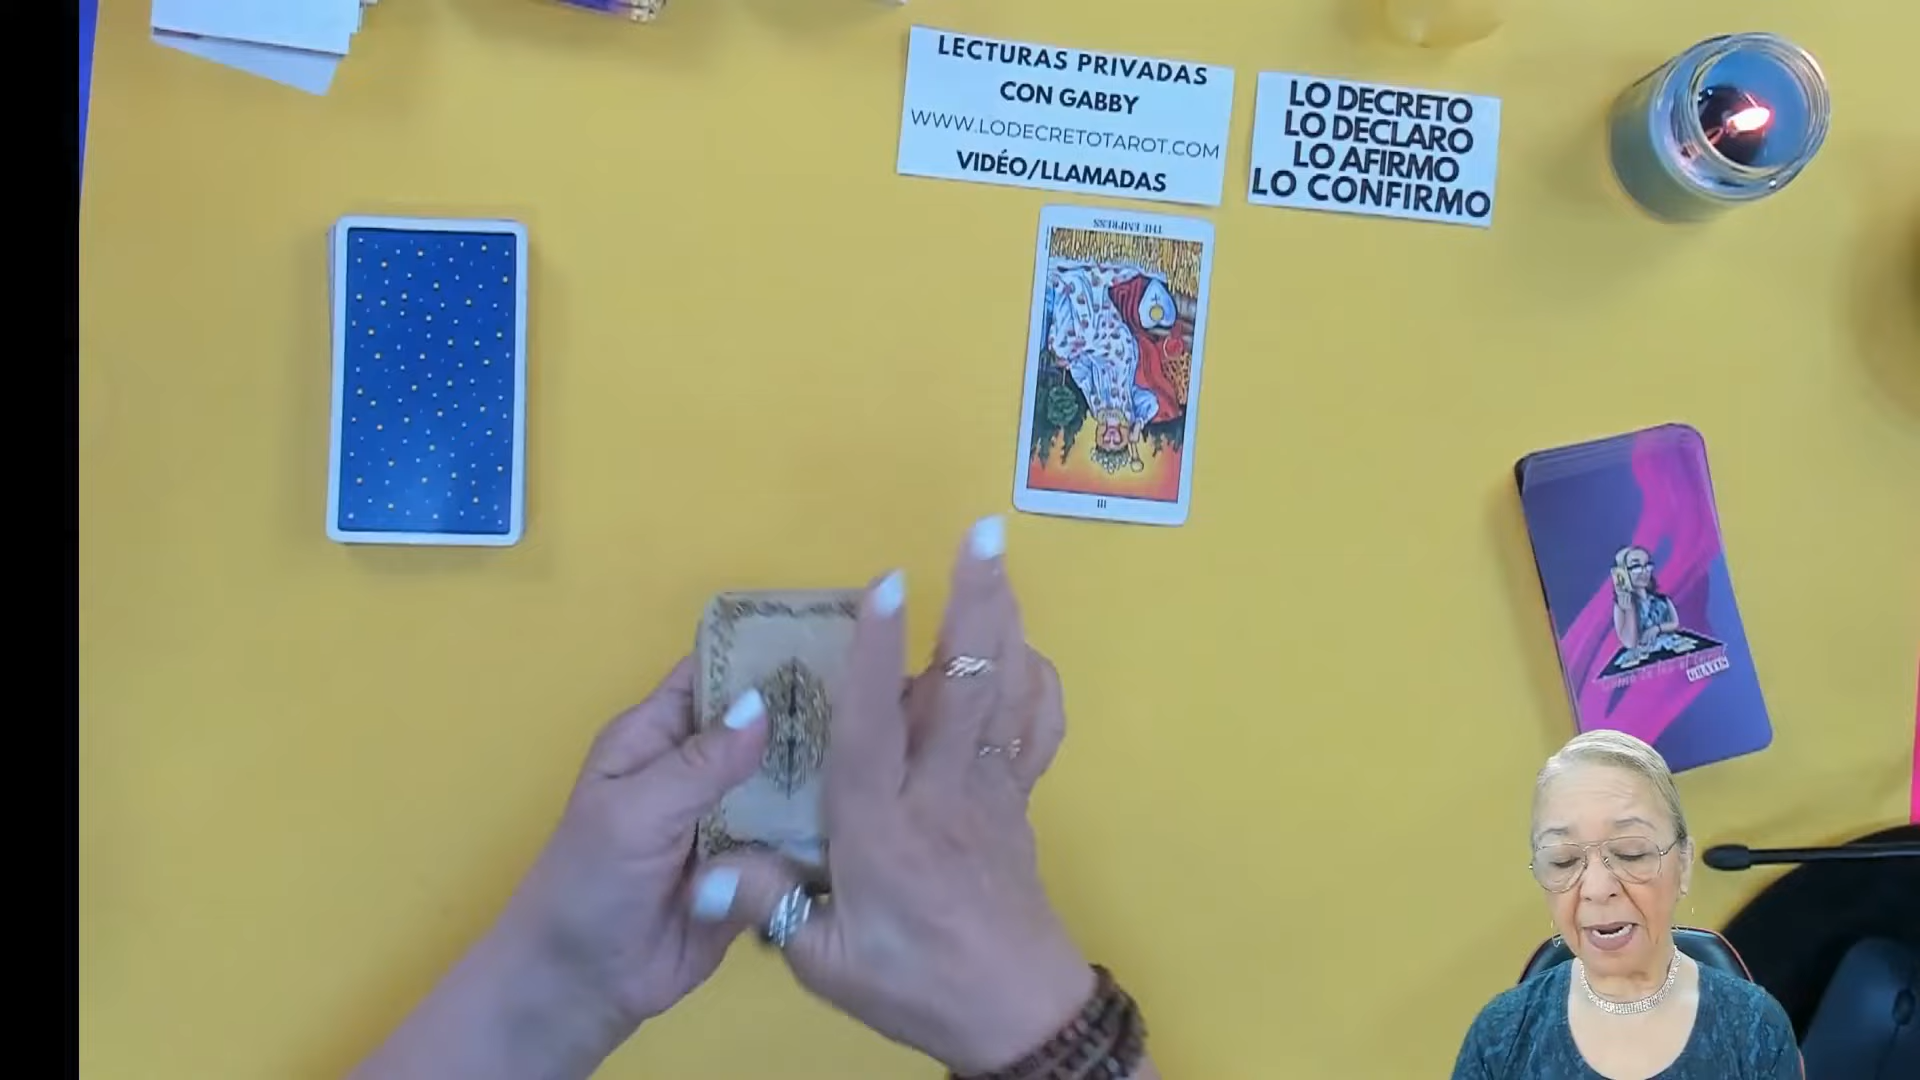 LECTURAS PRIVADAS
CON GABBY
WWW.LODECRETOTAROT.COM
VIDÉO/LLAMADAS
LO DECRETO
LO DECLARO
LO AFIRMO
LO CONFIRMO
THE EMPRESS
III
GRATIS